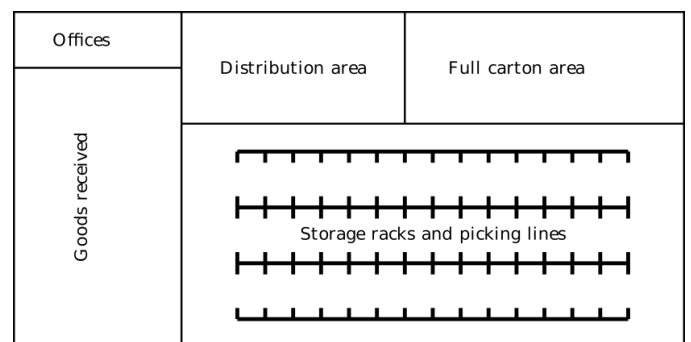 Offices
Distribution area
Full carton area
Goods received
Storage racks and picking lines